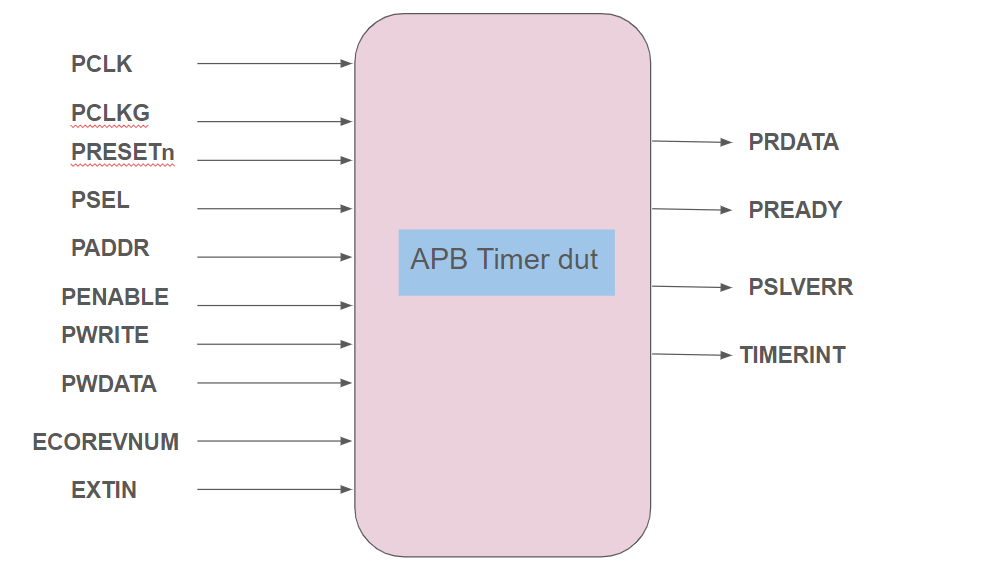 PCLK
PCLKG
PRESETn
PSEL
PADDR
PENABLE
PWRITE
PWDATA
ECOREVNUM
EXTIN
APB Timer dut
PRDATA
PREADY
PSLVERR
TIMERINT